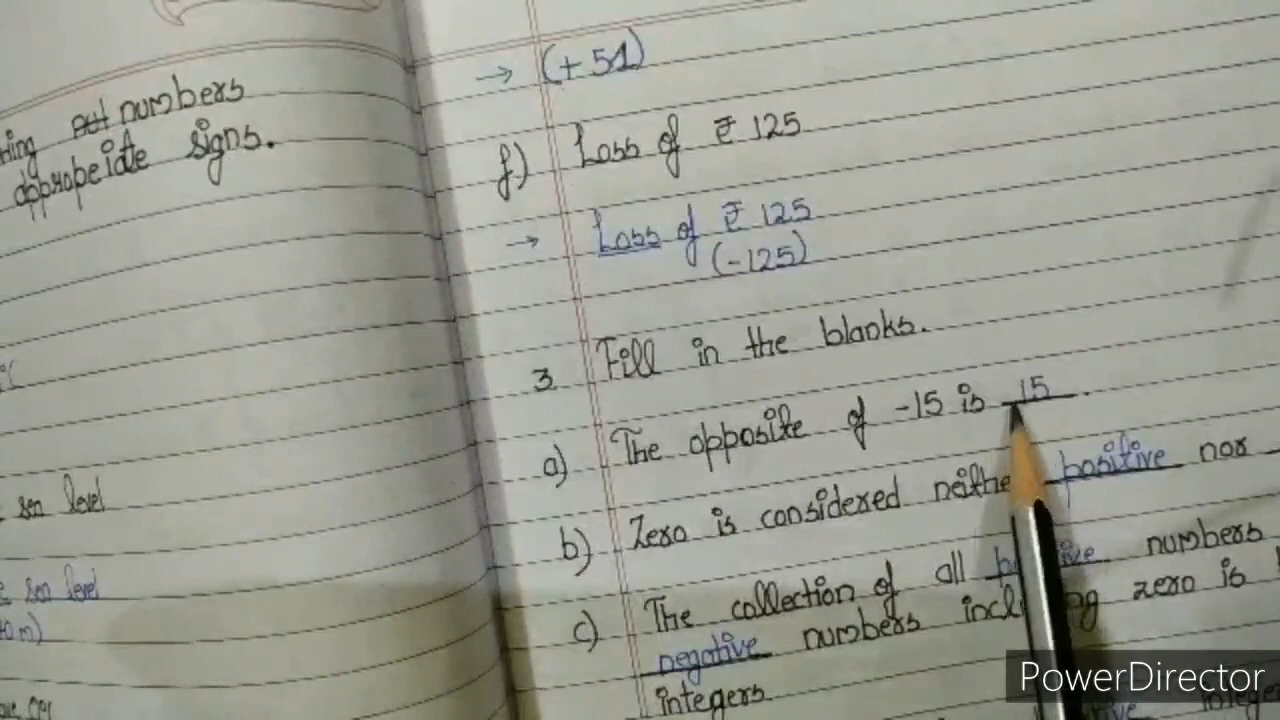 numbers
appropeidte signs.
sea level
sea level
→ (+51)
f) Loss of ₹ 125
→ Loss of ₹ 125
(-125)
3 Fill in the blanks.
a) The opposite of -15 is 15.
b) Zero is considered neithe positive nor
c) The collection of all numbers
negative numbers zero is
integers
PowerDirector